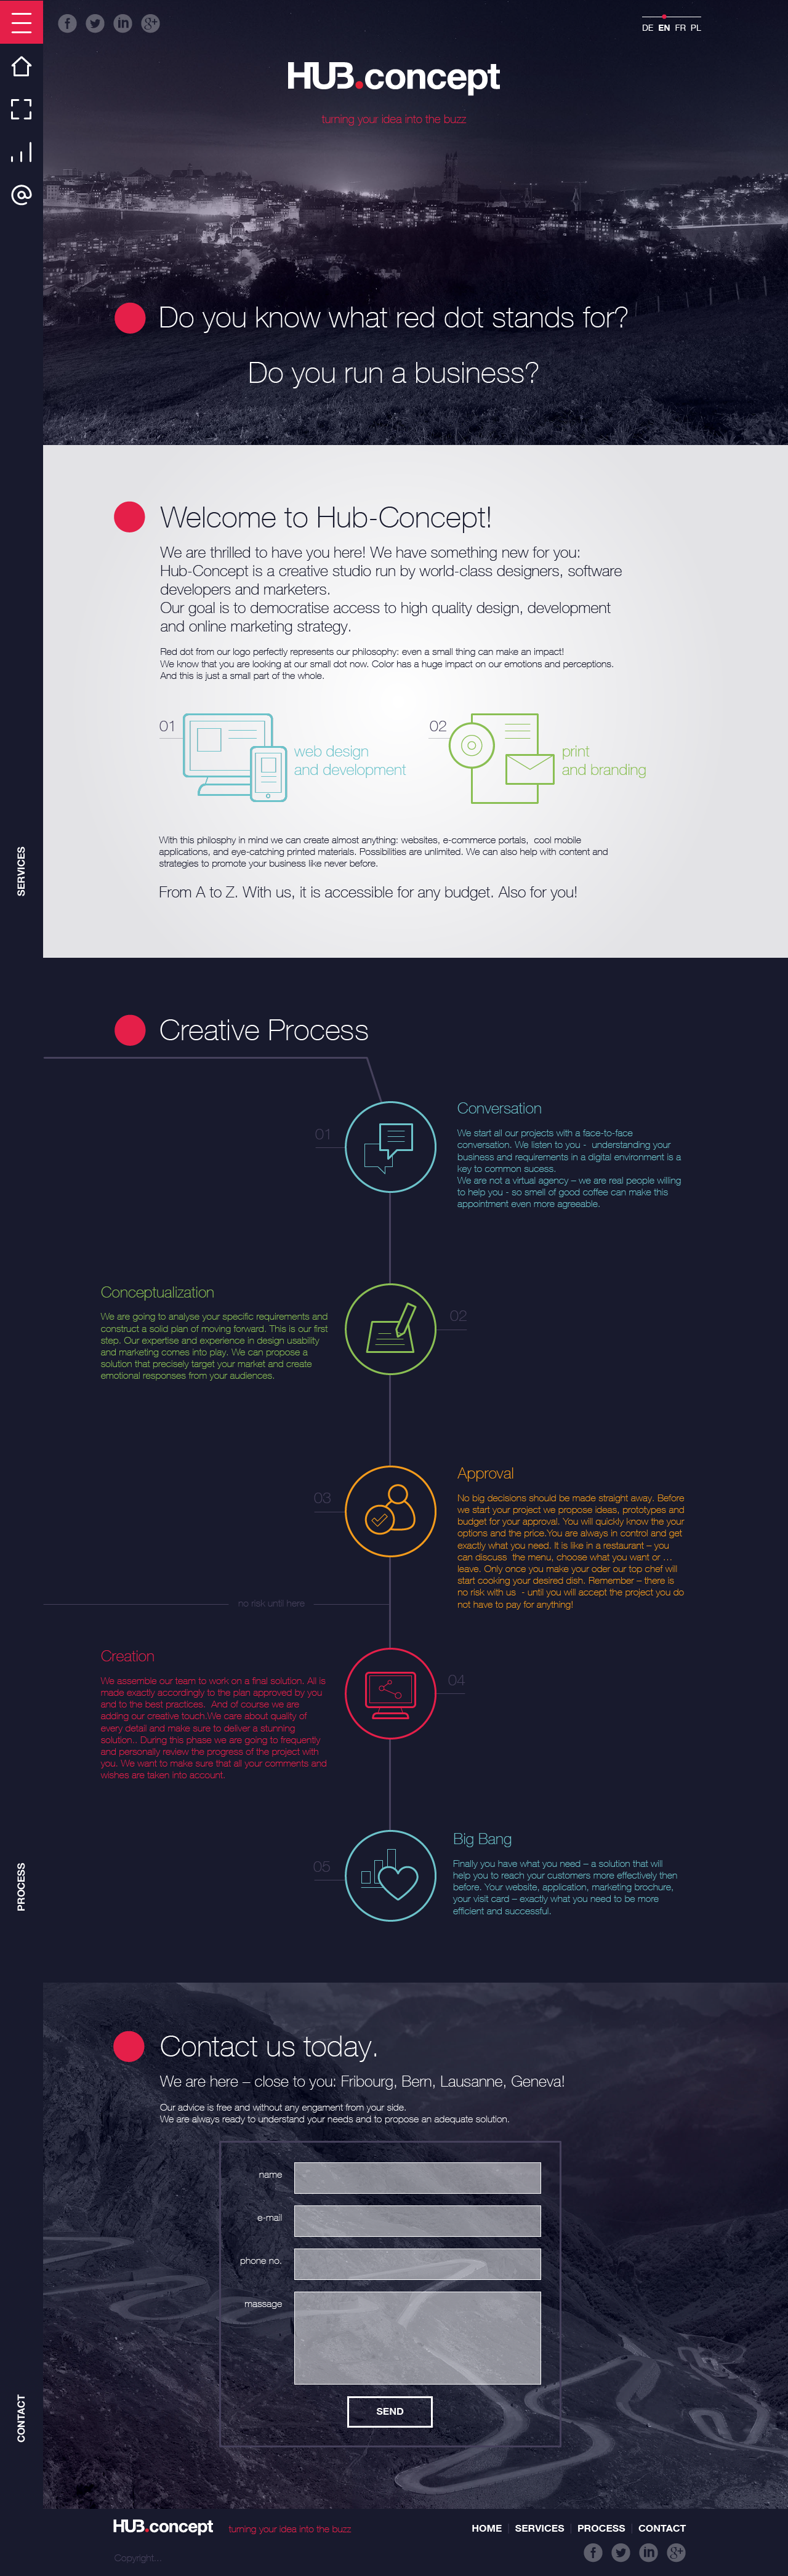 DE EN FR PL
HUB.concept
turning your idea into the buzz
Do you know what red dot stands for?
Do you run a business?
Welcome to Hub-Concept!
We are thrilled to have you here! We have something new for you:
Hub-Concept is a creative studio run by world-class designers, software
developers and marketers.
Our goal is to democratise access to high quality design, development
and online marketing strategy.
Red dot from our logo perfectly represents our philosophy: even a small thing can make an impact!
We know that you are looking at our small dot now. Color has a huge impact on our emotions and perceptions.
And this is just a small part of the whole.
01
web design
and development
02
print
and branding
With this philosphy in mind we can create almost anything: websites, e-commerce portals, cool mobile
applications, and eye-catching printed materials. Possibilities are unlimited. We can also help with content and
strategies to promote your business like never before.
From A to Z. With us, it is accessible for any budget. Also for you!
SERVICES
Creative Process
01
Conversation
We start all our projects with a face-to-face
conversation. We listen to you - understanding your
business and requirements in a digital environment is a
key to common sucess.
We are not a virtual agency – we are real people willing
to help you - so smell of good coffee can make this
appointment even more agreeable.
Conceptualization
We are going to analyse your specific requirements and
construct a solid plan of moving forward. This is our first
step. Our expertise and experience in design usability
and marketing comes into play. We can propose a
solution that precisely target your market and create
emotional responses from your audiences.
02
03
Approval
No big decisions should be made straight away. Before
we start your project we propose ideas, prototypes and
budget for your approval. You will quickly know the your
options and the price.You are always in control and get
exactly what you need. It is like in a restaurant – you
can discuss the menu, choose what you want or …
leave. Only once you make your oder our top chef will
start cooking your desired dish. Remember – there is
no risk with us - until you will accept the project you do
not have to pay for anything!
no risk until here
Creation
We assemble our team to work on a final solution. All is
made exactly accordingly to the plan approved by you
and to the best practices. And of course we are
adding our creative touch.We care about quality of
every detail and make sure to deliver a stunning
solution.. During this phase we are going to frequently
and personally review the progress of the project with
you. We want to make sure that all your comments and
wishes are taken into account.
04
05
Big Bang
Finally you have what you need – a solution that will
help you to reach your customers more effectively then
before. Your website, application, marketing brochure,
your visit card – exactly what you need to be more
efficient and successful.
PROCESS
Contact us today.
We are here – close to you: Fribourg, Bern, Lausanne, Geneva!
Our advice is free and without any engament from your side.
We are always ready to understand your needs and to propose an adequate solution.
name
e-mail
phone no.
massage
SEND
CONTACT
HUB.concept turning your idea into the buzz
HOME | SERVICES | PROCESS | CONTACT
Copyright...